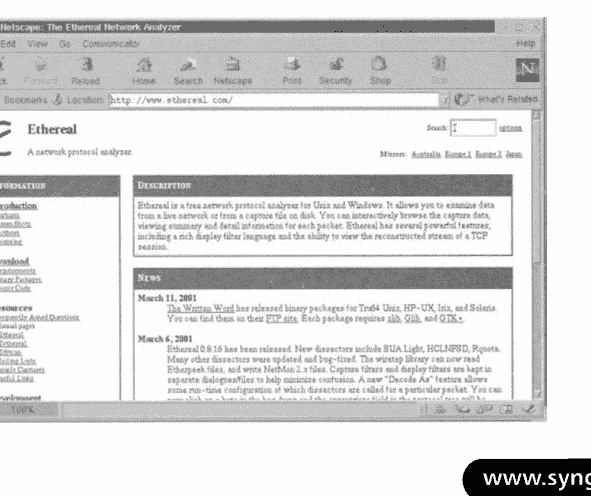 Netscape: The Ethereal Network Analyzer
Edit View Go Communicator Help
Forward Reload Home Search Netscape Print Security Shop Stop
N
Bookmarks Location: http://www.ethereal.com/ What's Related
Ethereal
Search: options
A network protocol analyzer.
Mirrors: Australia Europe 1 Europe 2 Japan
DESCRIPTION
Ethereal is a free network protocol analyzer for Unix and Windows. It allows you to examine data
from a live network or from a capture file on disk. You can interactively browse the capture data,
viewing summary and detail information for each packet. Ethereal has several powerful features,
including a rich display filter language and the ability to view the reconstructed stream of a TCP
session.
NEWS
March 11, 2001
The Written Word has released binary packages for Tru64 Unix, HP-UX, Irix, and Solaris.
You can find them on their FTP site. Each package requires zlib, Glib, and GTK+.
March 6, 2001
Ethereal 0.8.16 has been released. New dissectors include SUA Light, HCLNFSD, Rquota.
Many other dissectors were updated and bug-fixed. The wiretap library can now read
Etherpeek files, and write NetMon 2.x files. Capture filters and display filters are kept in
separate dialogues/files to help minimize confusion. A new "Decode As" feature allows
some run-time configuration of which dissectors are called for a particular packet. You can
Frequently Asked Questions
Ethereal
Mailing Lists
Sample Captures
100%
www.syng